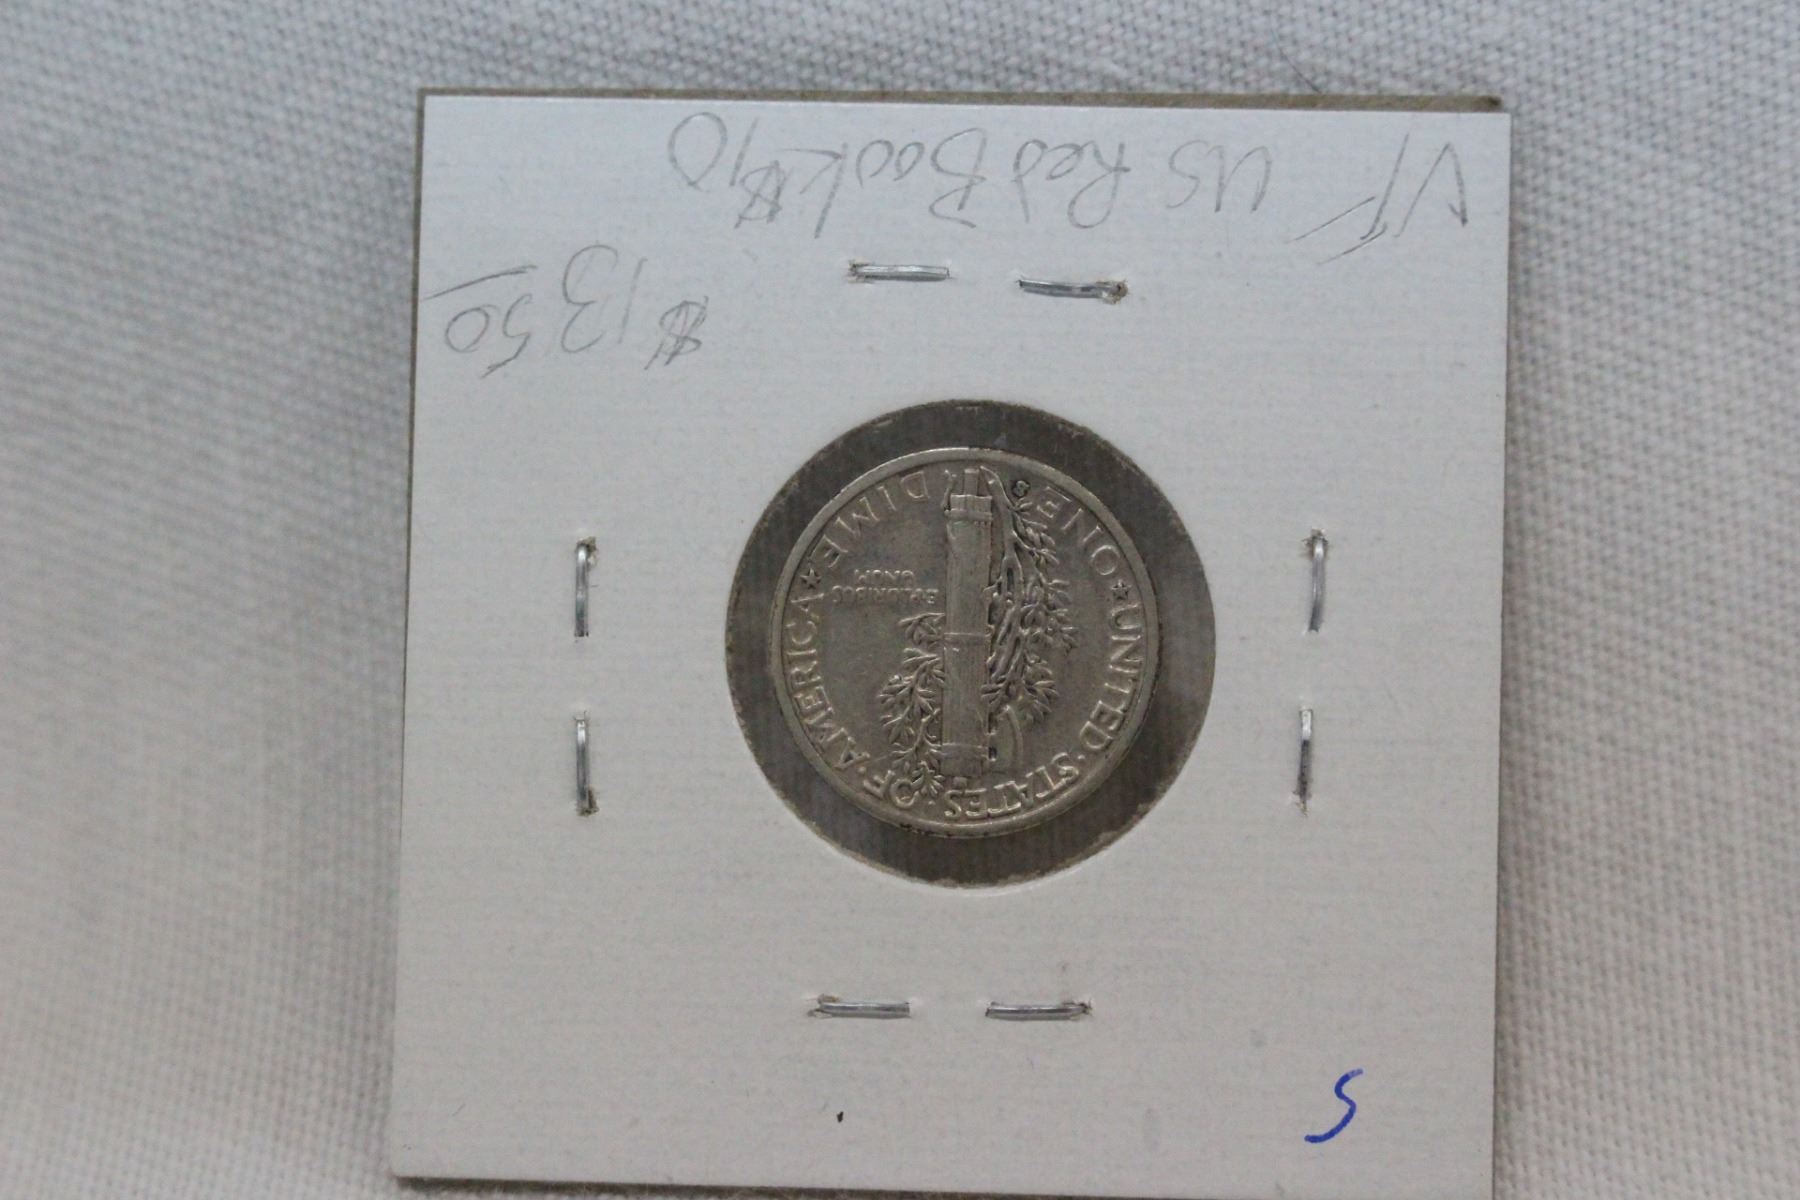 VF US Red Book $10
$13 50
UNITED · STATES · OF · AMERICA
E PLURIBUS
UNUM
ONE DIME
S
S